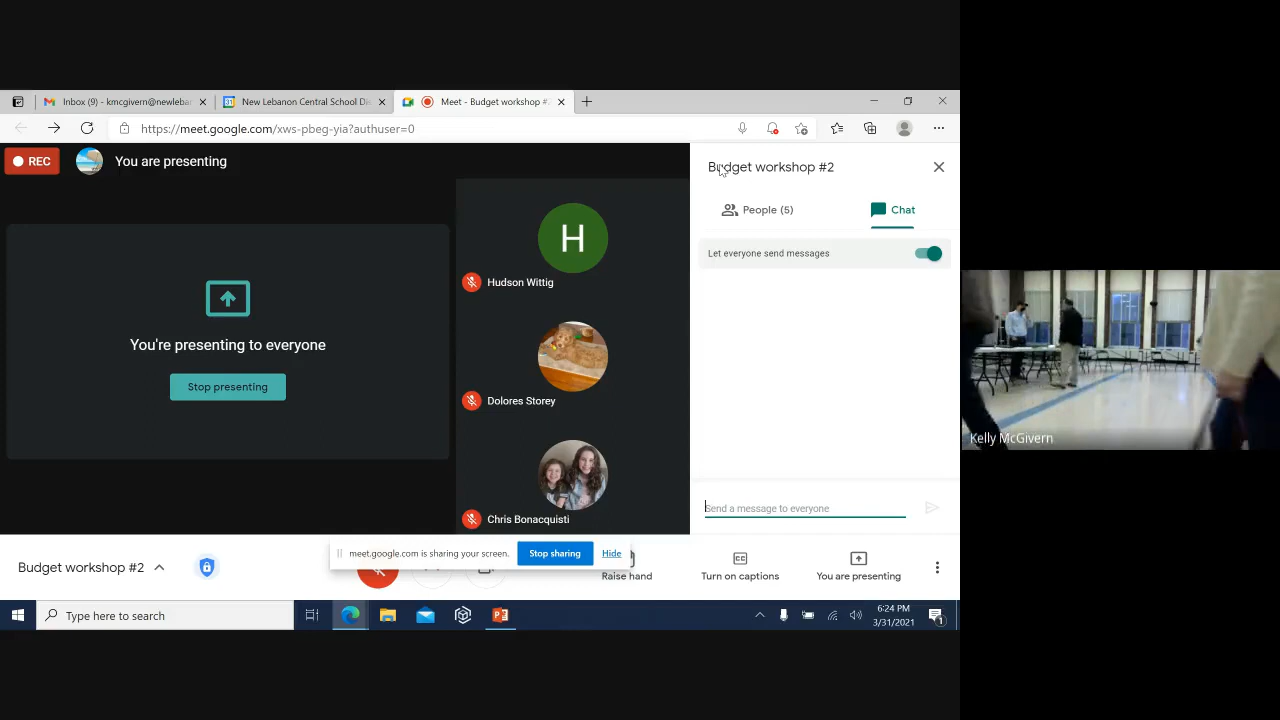 Inbox (9) - kmcgivern@newleba
New Lebanon Central School Di
Meet - Budget workshop #
https://meet.google.com/xws-pbeg-yia?authuser=0
REC
You are presenting
Budget workshop #2
People (5)
Chat
Let everyone send messages
H
Hudson Wittig
You're presenting to everyone
Stop presenting
Dolores Storey
Kelly McGivern
Chris Bonacquisti
Send a message to everyone
meet.google.com is sharing your screen.
Stop sharing
Hide
Budget workshop #2
Raise hand
CC
Turn on captions
You are presenting
Type here to search
6:24 PM
3/31/2021
1